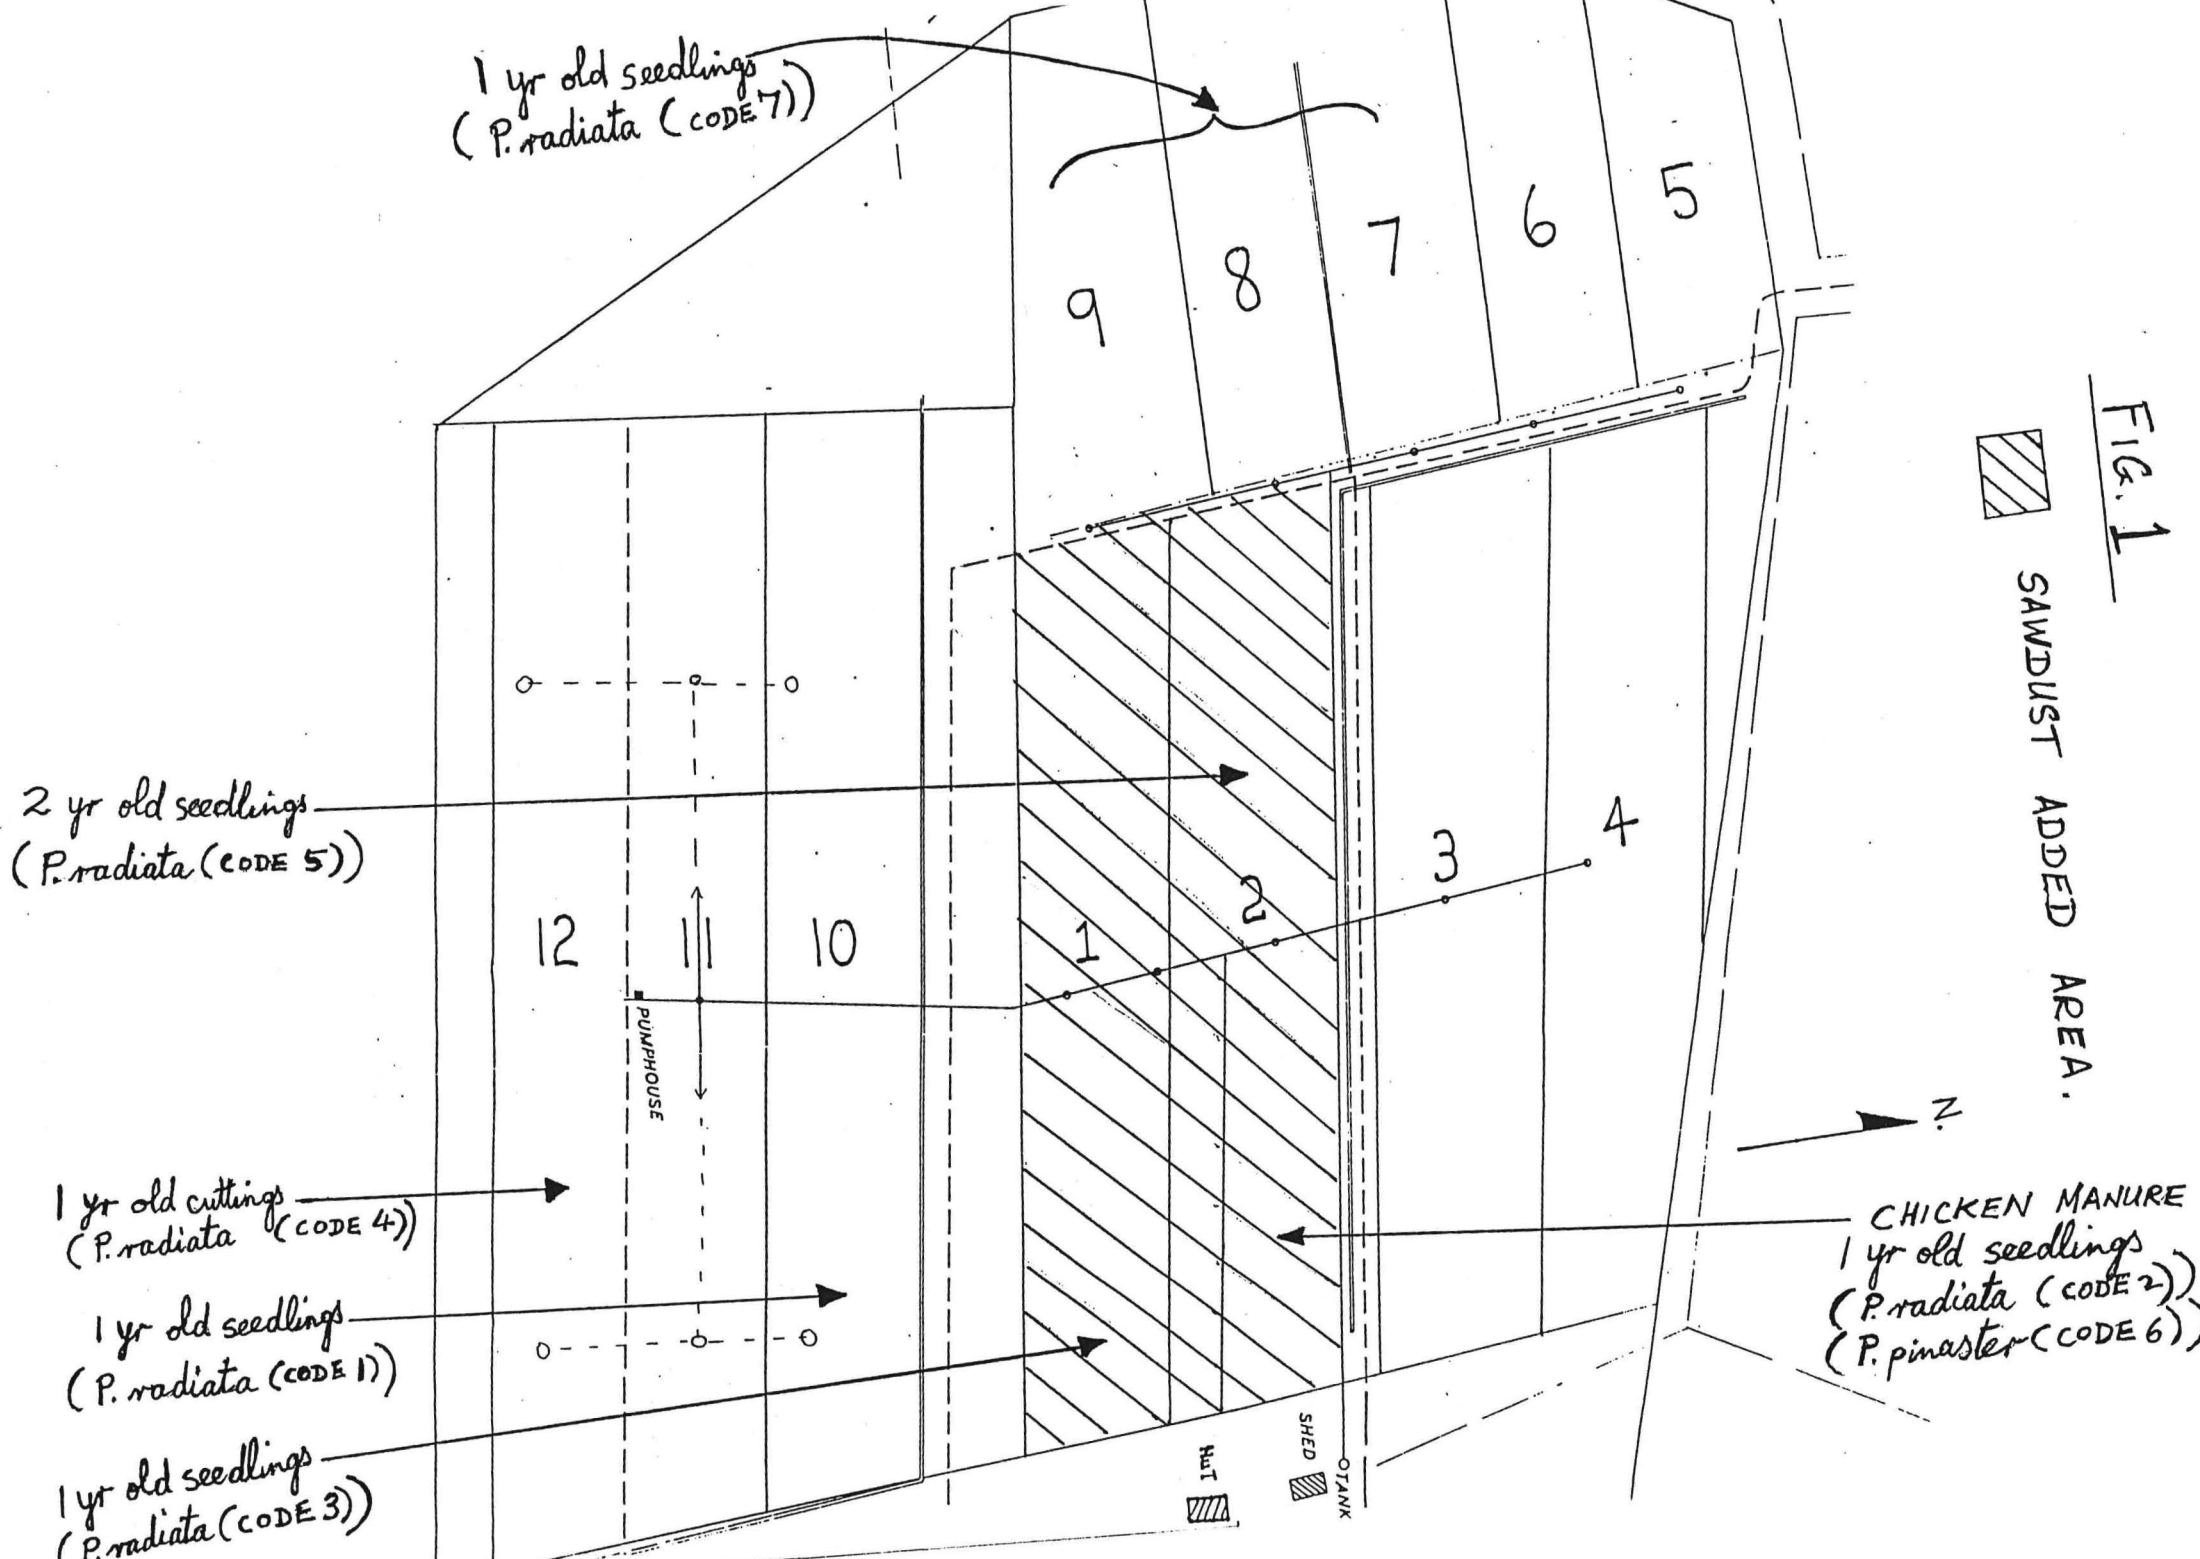 1 yr old seedlings
(P. radiata (CODE 7))
9
8
7
6
5
FIG. 1
SAWDUST ADDED AREA.
2 yr old seedlings
(P. radiata (CODE 5))
12
11
10
1
2
3
4
PUMPHOUSE
N
1 yr old cuttings
(P. radiata (CODE 4))
1 yr old seedlings
(P. radiata (CODE 1))
1 yr old seedlings
(P. radiata (CODE 3))
CHICKEN MANURE
1 yr old seedlings
(P. radiata (CODE 2))
(P. pinaster (CODE 6))
HUT
SHED
TANK